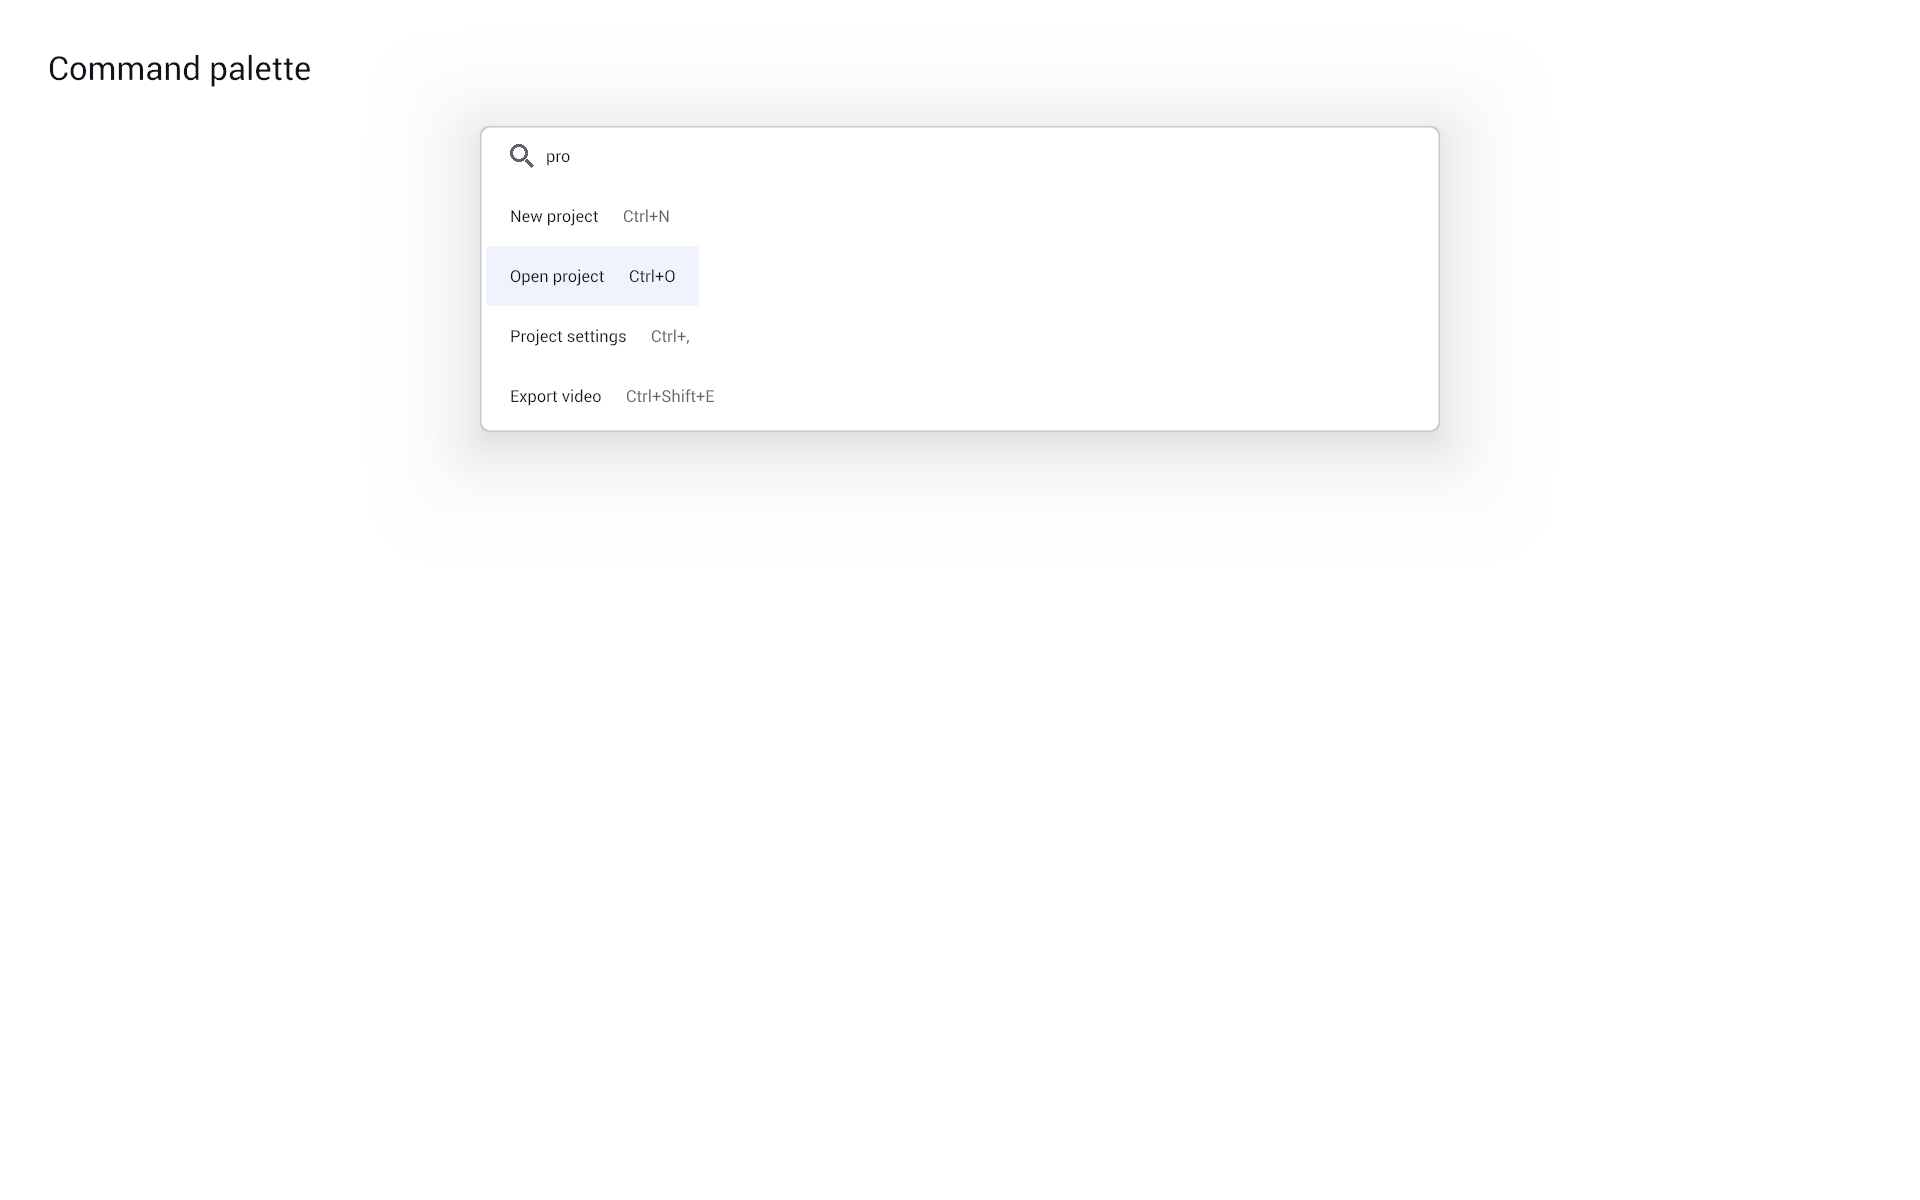 Command palette
pro
New project Ctrl+N
Open project Ctrl+O
Project settings Ctrl+,
Export video Ctrl+Shift+E